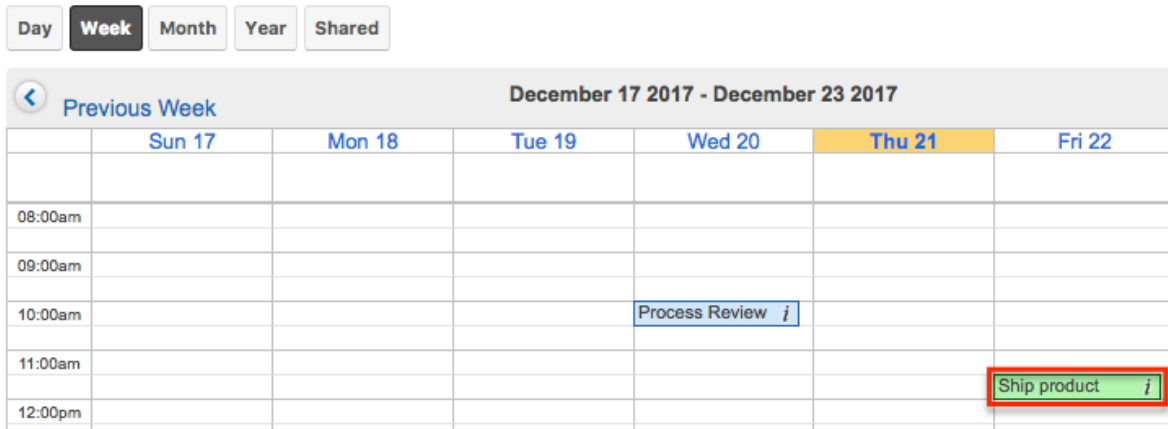 Day Week Month Year Shared
Previous Week December 17 2017 - December 23 2017
Sun 17 Mon 18 Tue 19 Wed 20 Thu 21 Fri 22
08:00am
09:00am
10:00am Process Review i
11:00am
Ship product i
12:00pm